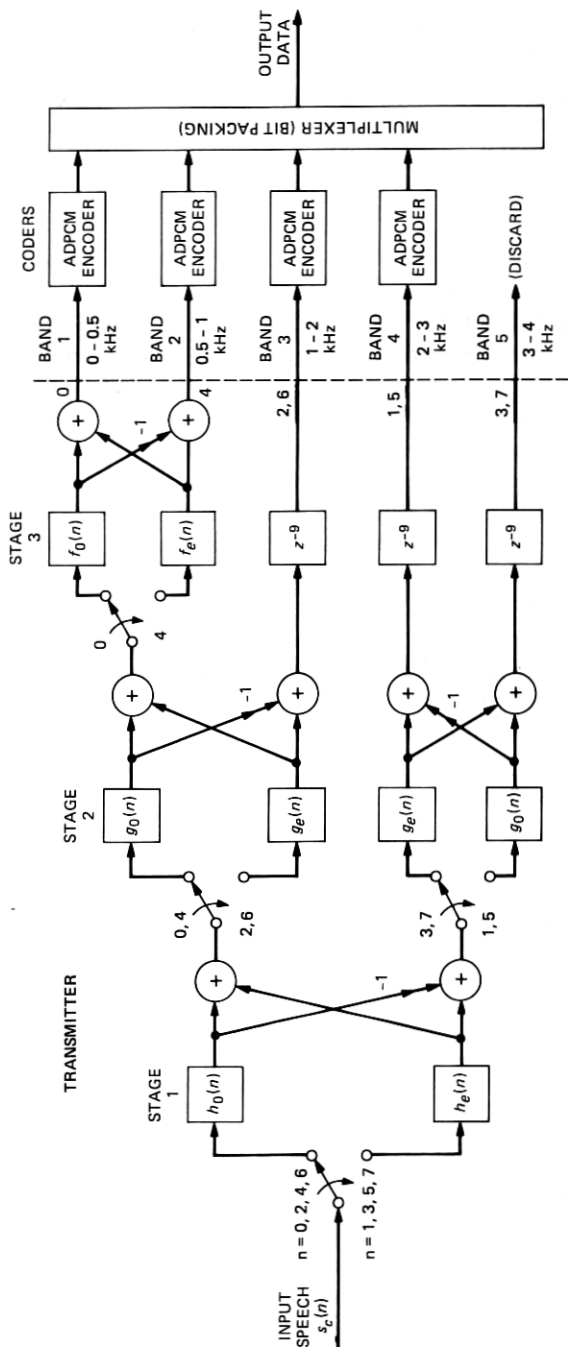 TRANSMITTER
INPUT
SPEECH
s_c(n)
n = 0, 2, 4, 6
n = 1, 3, 5, 7
STAGE
1
h_0(n)
h_e(n)
-1
+
+
0, 4
2, 6
3, 7
1, 5
STAGE
2
g_0(n)
g_e(n)
g_e(n)
g_0(n)
-1
-1
+
+
+
+
0
4
STAGE
3
f_0(n)
f_e(n)
z^-9
z^-9
z^-9
-1
+
+
0
4
2, 6
1, 5
3, 7
BAND
1
0 - 0.5
kHz
BAND
2
0.5 - 1
kHz
BAND
3
1 - 2
kHz
BAND
4
2 - 3
kHz
BAND
5
3 - 4
kHz
CODERS
ADPCM
ENCODER
ADPCM
ENCODER
ADPCM
ENCODER
ADPCM
ENCODER
(DISCARD)
MULTIPLEXER (BIT PACKING)
OUTPUT
DATA